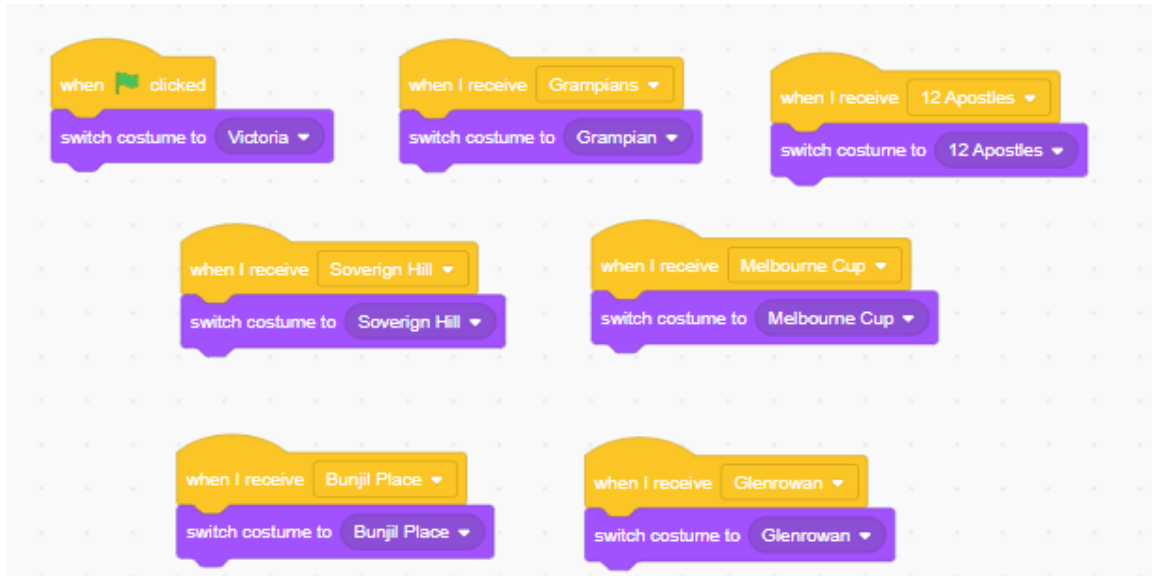 when clicked
switch costume to Victoria
when I receive Grampians
switch costume to Grampian
when I receive 12 Apostles
switch costume to 12 Apostles
when I receive Soverign Hill
switch costume to Soverign Hill
when I receive Melbourne Cup
switch costume to Melbourne Cup
when I receive Bunjil Place
switch costume to Bunjil Place
when I receive Glenrowan
switch costume to Glenrowan